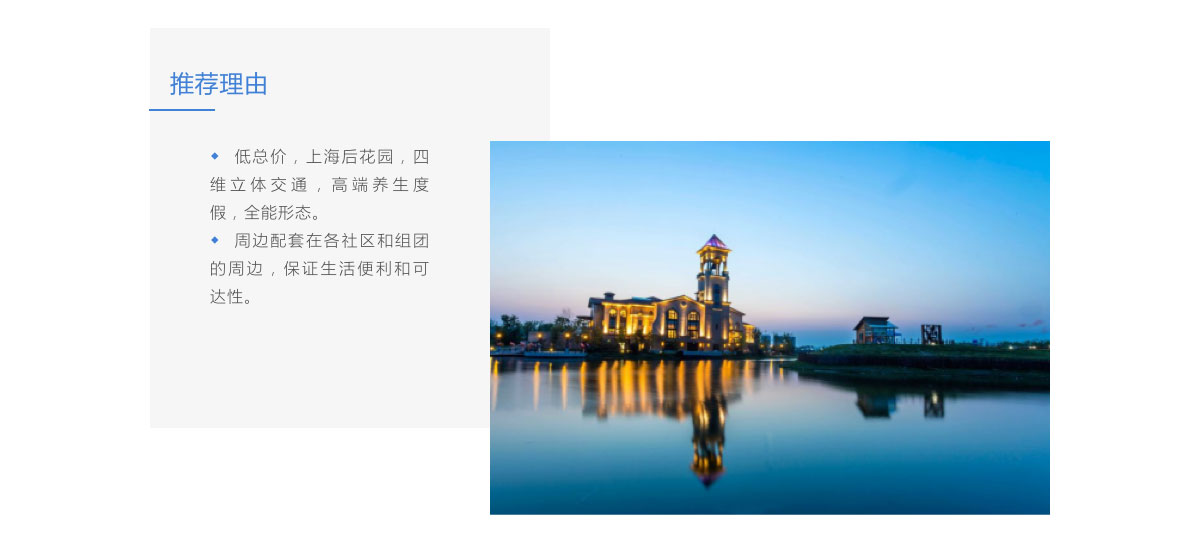 推荐理由
◆ 低总价，上海后花园，四
维立体交通，高端养生度
假，全能形态。
◆ 周边配套在各社区和组团
的周边，保证生活便利和可
达性。